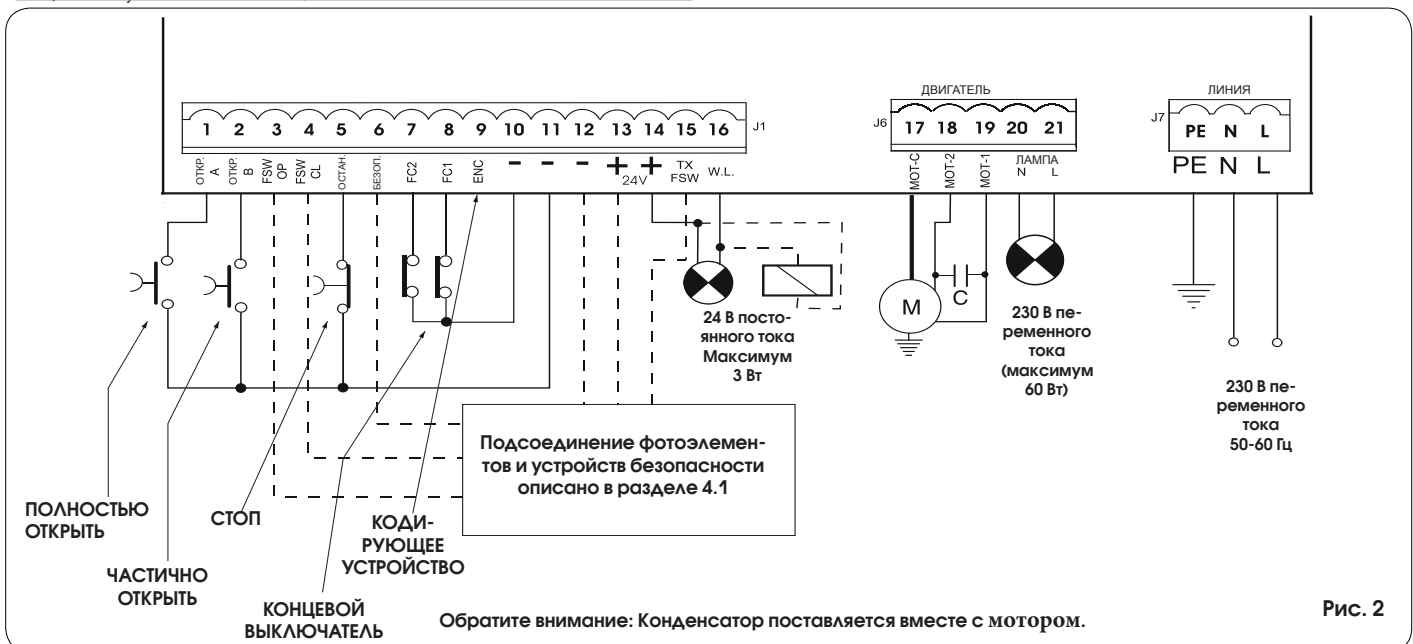 ДВИГАТЕЛЬ
ЛИНИЯ
1 2 3 4 5 6 7 8 9 10 11 12 13 14 15 16
J1
J6
17 18 19 20 21
J7
PE N L
ОТКР. A
ОТКР. B
FSW OP
FSW CL
ОСТАН.
БЕЗОП.
FC2
FC1
ENC
– – – + +
24V
TX
FSW
W.L.
MOT-C
MOT-2
MOT-1
ЛАМПА
N L
PE N L
M
C
24 В посто-
янного тока
Максимум
3 Вт
230 В пе-
ременного
тока
(максимум
60 Вт)
230 В пе-
ременного
тока
50-60 Гц
Подсоединение фотоэлемен-
тов и устройств безопасности
описано в разделе 4.1
ПОЛНОСТЬЮ
ОТКРЫТЬ
ЧАСТИЧНО
ОТКРЫТЬ
СТОП
КОНЦЕВОЙ
ВЫКЛЮЧАТЕЛЬ
КОДИ-
РУЮЩЕЕ
УСТРОЙСТВО
Обратите внимание: Конденсатор поставляется вместе с мотором.
Рис. 2